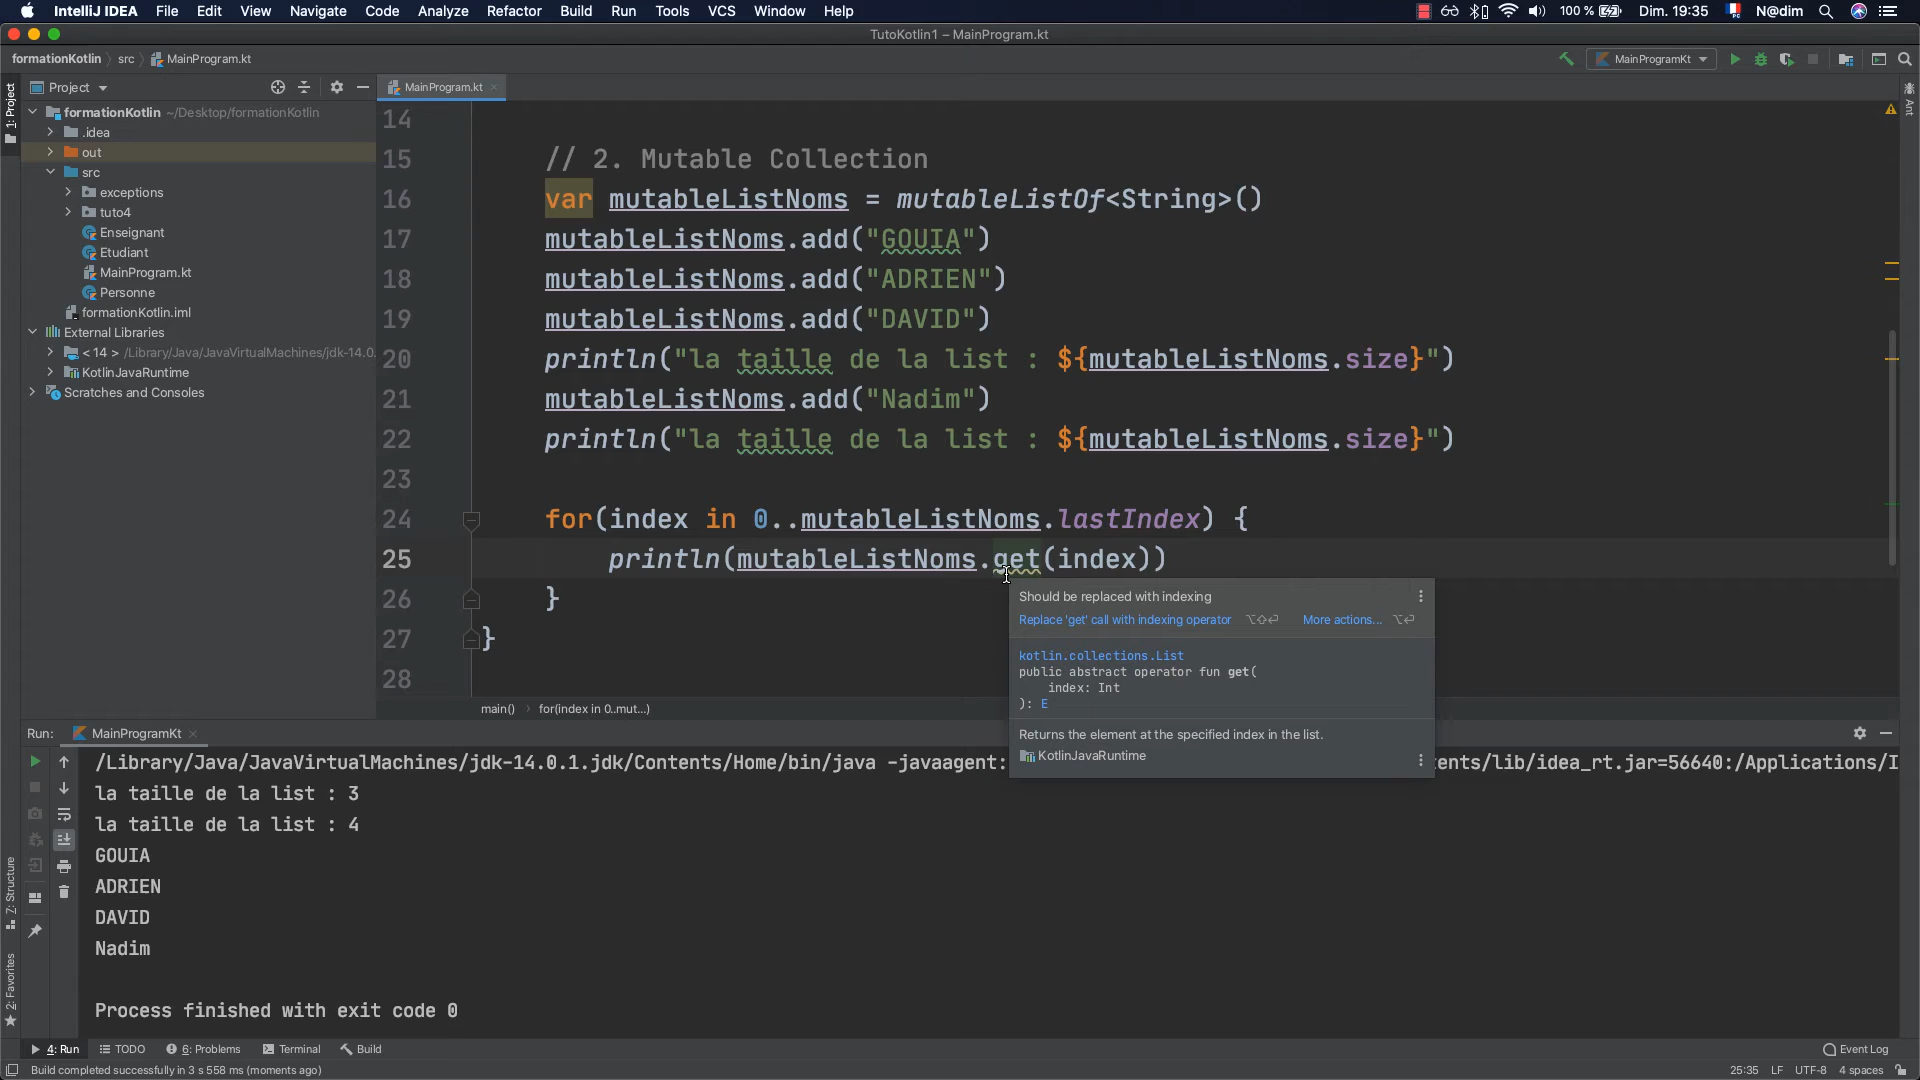 IntelliJ IDEA File Edit View Navigate Code Analyze Refactor Build Run Tools VCS Window Help 100 % Dim. 19:35 N@dim
TutoKotlin1 – MainProgram.kt
formationKotlin src MainProgram.kt MainProgramKt
Project MainProgram.kt
1: Project
Ant
formationKotlin ~/Desktop/formationKotlin
.idea
out
src
exceptions
tuto4
Enseignant
Etudiant
MainProgram.kt
Personne
formationKotlin.iml
External Libraries
< 14 > /Library/Java/JavaVirtualMachines/jdk-14.0.
KotlinJavaRuntime
Scratches and Consoles
14
15 // 2. Mutable Collection
16 var mutableListNoms = mutableListOf<String>()
17 mutableListNoms.add("GOUIA")
18 mutableListNoms.add("ADRIEN")
19 mutableListNoms.add("DAVID")
20 println("la taille de la list : ${mutableListNoms.size}")
21 mutableListNoms.add("Nadim")
22 println("la taille de la list : ${mutableListNoms.size}")
23
24 for(index in 0..mutableListNoms.lastIndex) {
25 println(mutableListNoms.get(index))
26 }
27 }
28
Should be replaced with indexing
Replace 'get' call with indexing operator ⌥⇧⏎ More actions... ⌥⏎
kotlin.collections.List
public abstract operator fun get(
index: Int
): E
Returns the element at the specified index in the list.
KotlinJavaRuntime
main() for(index in 0..mut...)
Run: MainProgramKt
/Library/Java/JavaVirtualMachines/jdk-14.0.1.jdk/Contents/Home/bin/java -javaagent: ents/lib/idea_rt.jar=56640:/Applications/I
la taille de la list : 3
la taille de la list : 4
GOUIA
ADRIEN
DAVID
Nadim
Process finished with exit code 0
Z: Structure
2: Favorites
4: Run TODO 6: Problems Terminal Build Event Log
Build completed successfully in 3 s 558 ms (moments ago) 25:35 LF UTF-8 4 spaces